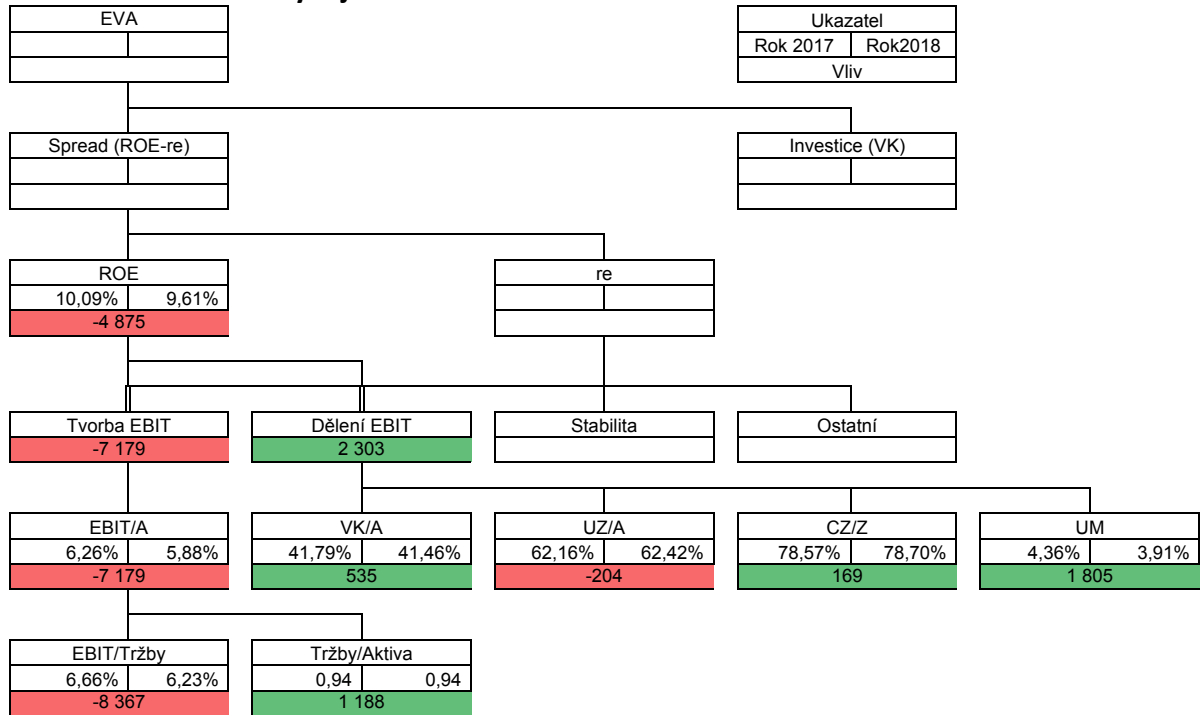 EVA
Ukazatel
Rok 2017 Rok2018
Vliv
Spread (ROE-re)
Investice (VK)
ROE
10,09% 9,61%
-4 875
re
Tvorba EBIT
-7 179
Dělení EBIT
2 303
Stabilita
Ostatní
EBIT/A
6,26% 5,88%
-7 179
VK/A
41,79% 41,46%
535
UZ/A
62,16% 62,42%
-204
CZ/Z
78,57% 78,70%
169
UM
4,36% 3,91%
1 805
EBIT/Tržby
6,66% 6,23%
-8 367
Tržby/Aktiva
0,94 0,94
1 188